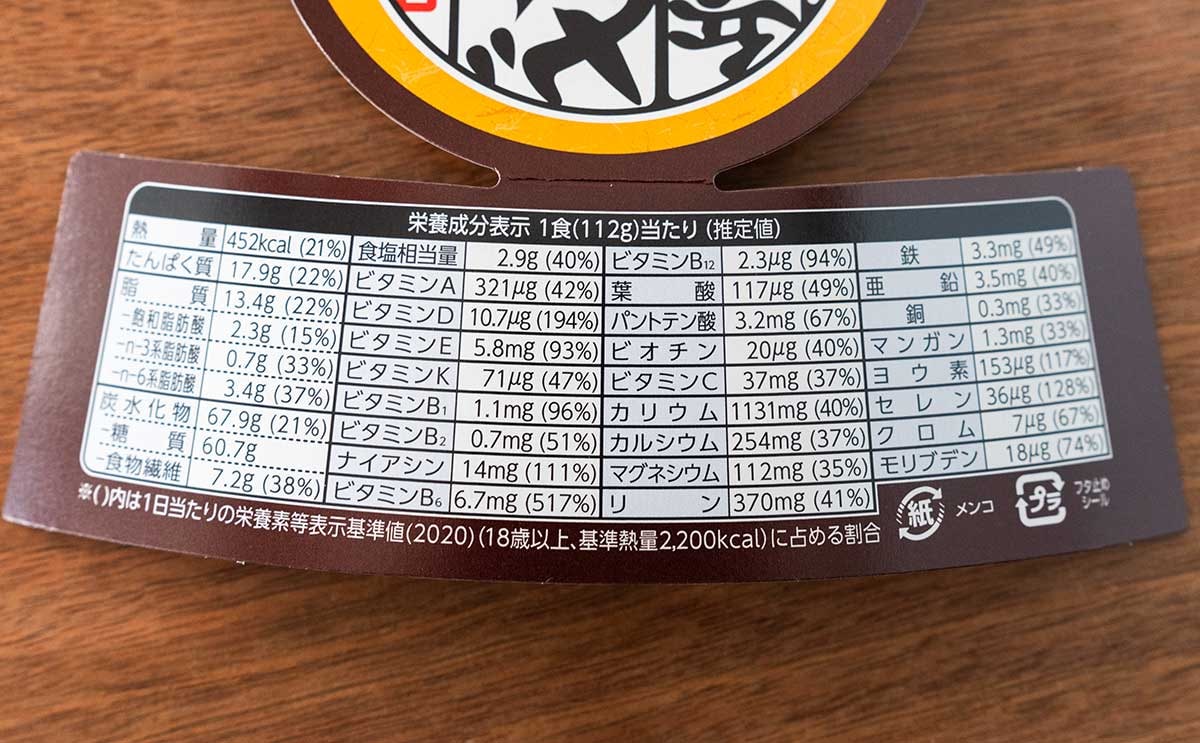 栄養成分表示 1食(112g)当たり (推定値)
熱量 452kcal (21%)
たんぱく質 17.9g (22%)
脂質 13.4g (22%)
-飽和脂肪酸 2.3g (15%)
-n-3系脂肪酸 0.7g (33%)
-n-6系脂肪酸 3.4g (37%)
炭水化物 67.9g (21%)
-糖質 60.7g
-食物繊維 7.2g (38%)
食塩相当量 2.9g (40%)
ビタミンA 321μg (42%)
ビタミンD 10.7μg (194%)
ビタミンE 5.8mg (93%)
ビタミンK 71μg (47%)
ビタミンB1 1.1mg (96%)
ビタミンB2 0.7mg (51%)
ナイアシン 14mg (111%)
ビタミンB6 6.7mg (517%)
ビタミンB12 2.3μg (94%)
葉酸 117μg (49%)
パントテン酸 3.2mg (67%)
ビオチン 20μg (40%)
ビタミンC 37mg (37%)
カリウム 1131mg (40%)
カルシウム 254mg (37%)
マグネシウム 112mg (35%)
リン 370mg (41%)
鉄 3.3mg (49%)
亜鉛 3.5mg (40%)
銅 0.3mg (33%)
マンガン 1.3mg (33%)
ヨウ素 153μg (117%)
セレン 36μg (128%)
クロム 7μg (67%)
モリブデン 18μg (74%)
※( )内は1日当たりの栄養素等表示基準値(2020)(18歳以上、基準熱量2,200kcal)に占める割合
紙 メンコ
プラ フタ止め
シール